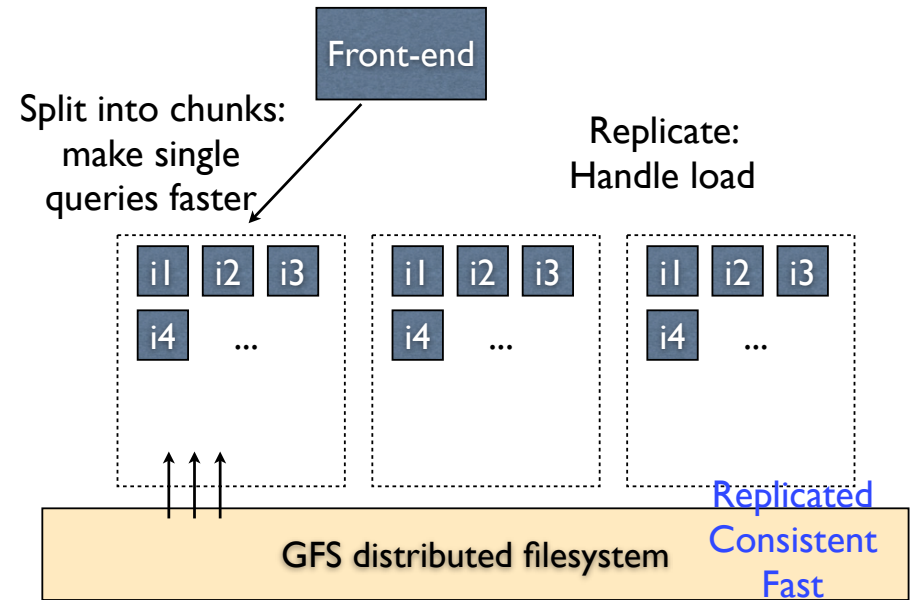 Front-end
Split into chunks:
make single
queries faster
Replicate:
Handle load
i1 i2 i3
i4 ...
i1 i2 i3
i4 ...
i1 i2 i3
i4 ...
GFS distributed filesystem
Replicated
Consistent
Fast